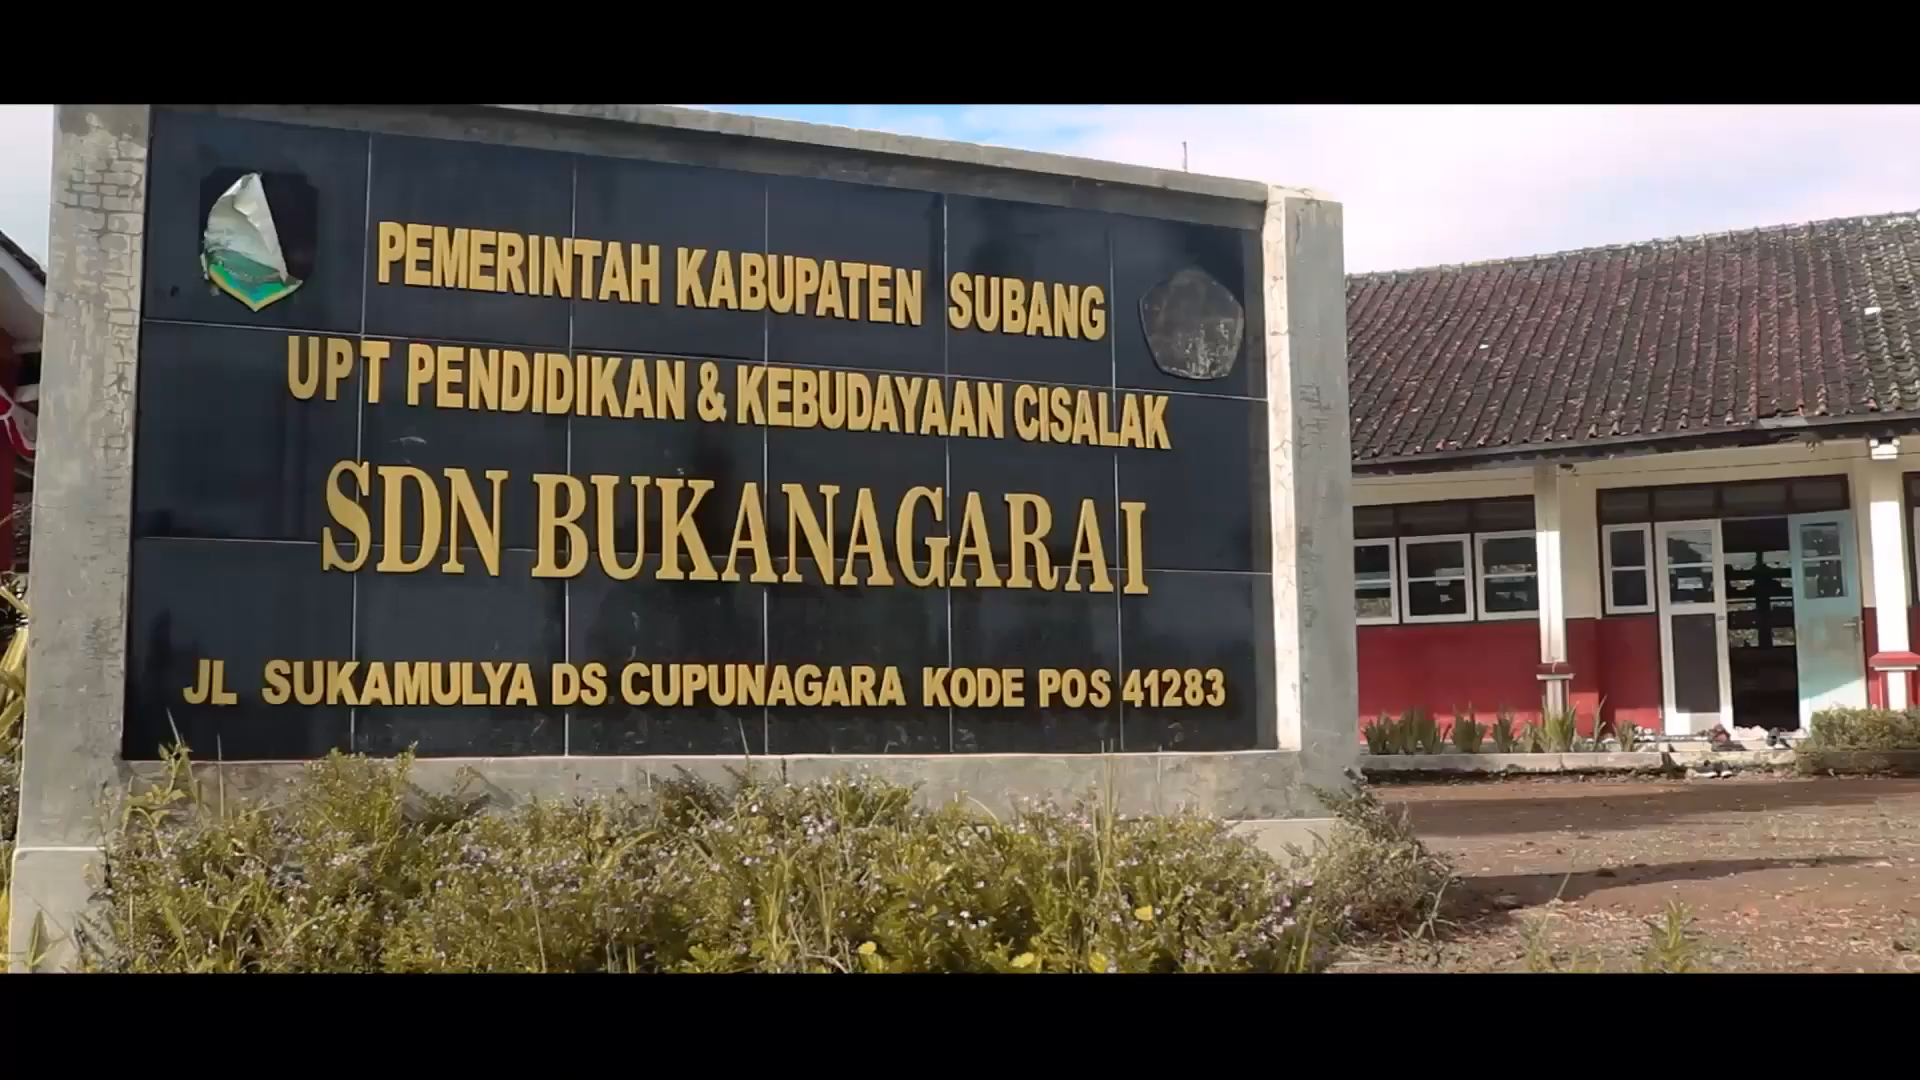 PEMERINTAH KABUPATEN SUBANG
UPT PENDIDIKAN & KEBUDAYAAN CISALAK
SDN BUKANAGARA I
JL SUKAMULYA DS CUPUNAGARA KODE POS 41283